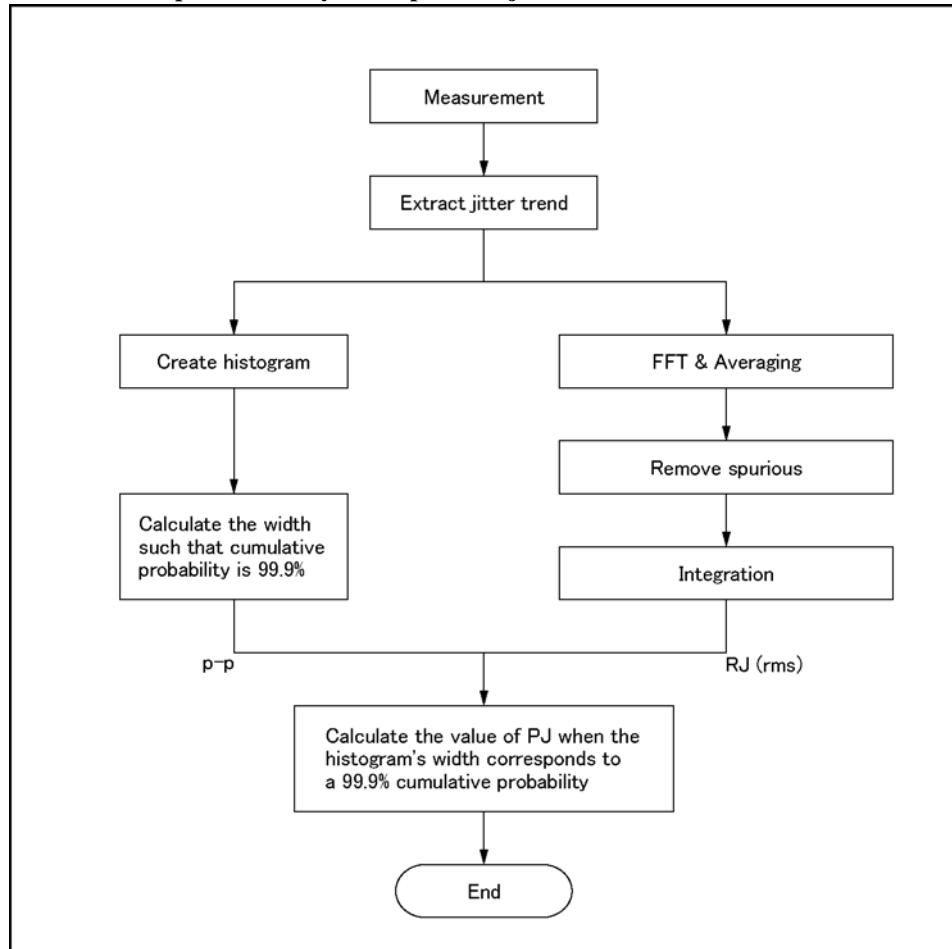 Measurement
Extract jitter trend
Create histogram
FFT & Averaging
Remove spurious
Calculate the width
such that cumulative
probability is 99.9%
Integration
p-p
RJ (rms)
Calculate the value of PJ when the
histogram's width corresponds to
a 99.9% cumulative probability
End